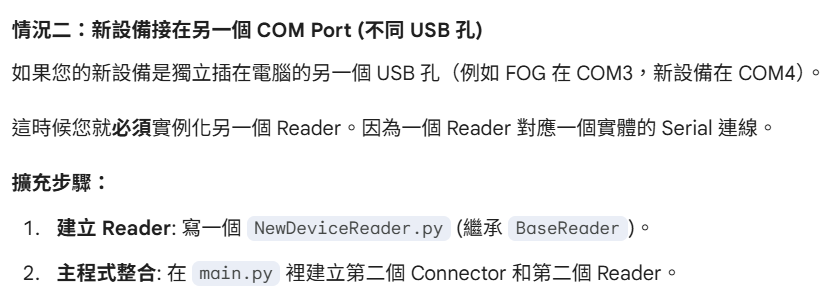 情況二：新設備接在另一個 COM Port (不同 USB 孔)
如果您的新設備是獨立插在電腦的另一個 USB 孔（例如 FOG 在 COM3，新設備在 COM4）。
這時候您就必須實例化另一個 Reader。因為一個 Reader 對應一個實體的 Serial 連線。
擴充步驟：
1. 建立 Reader: 寫一個 NewDeviceReader.py (繼承 BaseReader)。
2. 主程式整合: 在 main.py 裡建立第二個 Connector 和第二個 Reader。